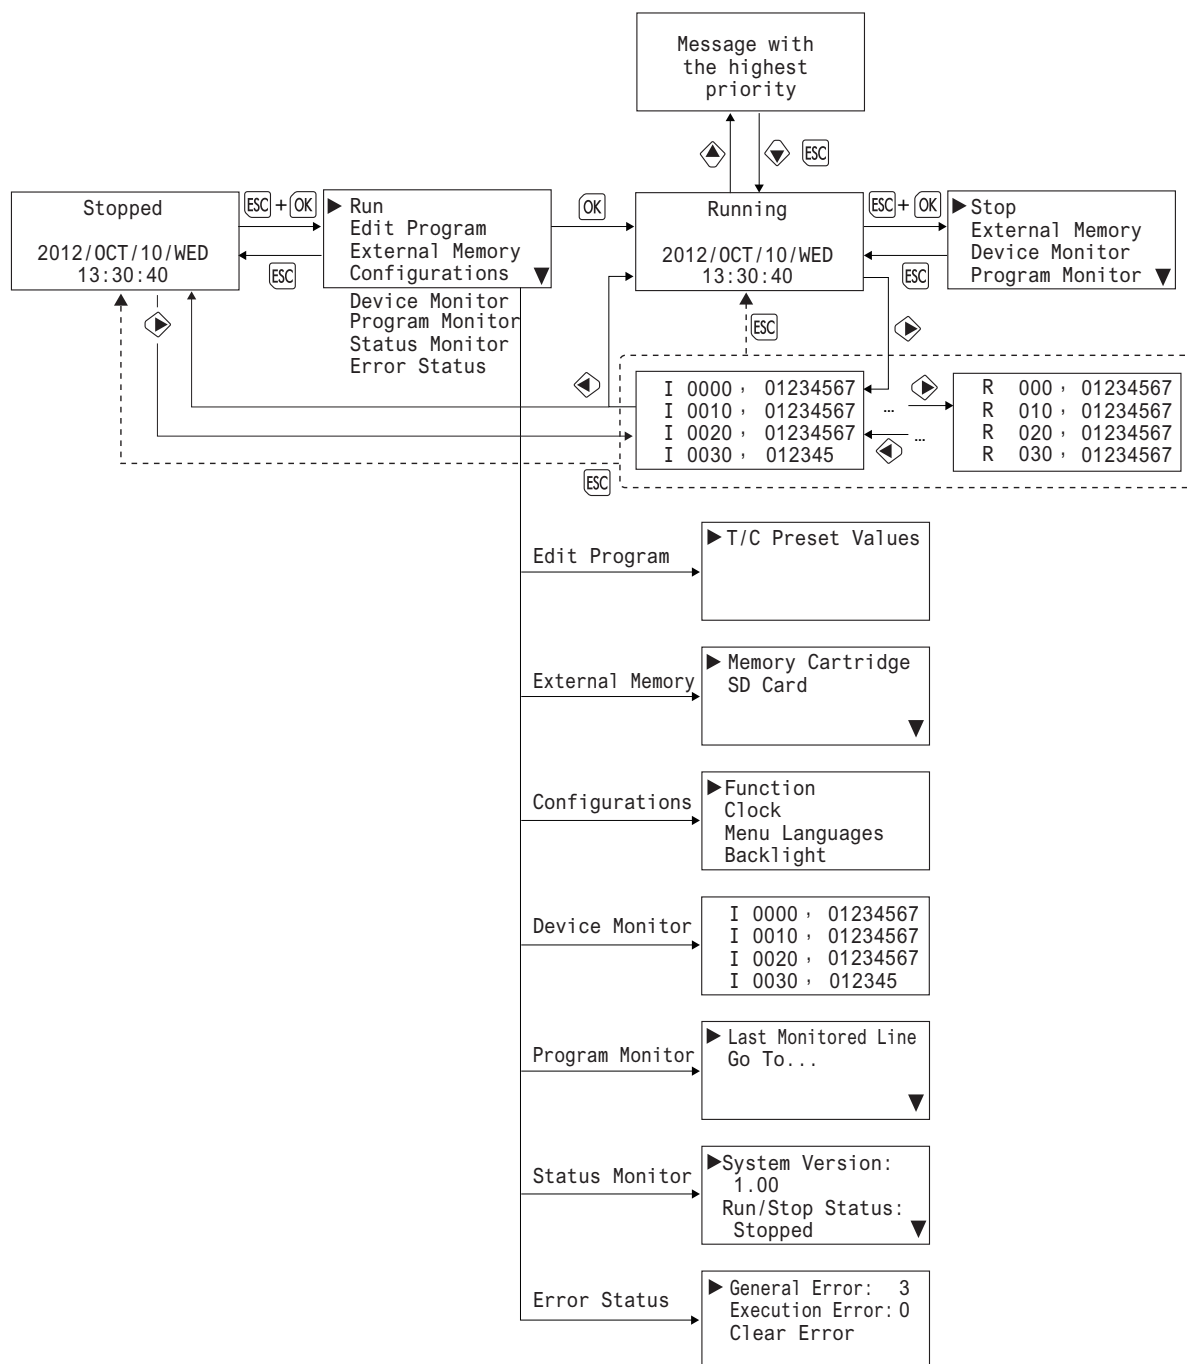 Message with
the highest
priority
ESC
Stopped
2012/OCT/10/WED
13:30:40
ESC + OK
ESC
Run
Edit Program
External Memory
Configurations
Device Monitor
Program Monitor
Status Monitor
Error Status
OK
Running
2012/OCT/10/WED
13:30:40
ESC + OK
ESC
Stop
External Memory
Device Monitor
Program Monitor
ESC
I 0000, 01234567
I 0010, 01234567
I 0020, 01234567
I 0030, 012345
...
...
R 000, 01234567
R 010, 01234567
R 020, 01234567
R 030, 01234567
ESC
Edit Program
T/C Preset Values
External Memory
Memory Cartridge
SD Card
Configurations
Function
Clock
Menu Languages
Backlight
Device Monitor
I 0000, 01234567
I 0010, 01234567
I 0020, 01234567
I 0030, 012345
Program Monitor
Last Monitored Line
Go To...
Status Monitor
System Version:
1.00
Run/Stop Status:
Stopped
Error Status
General Error: 3
Execution Error: 0
Clear Error